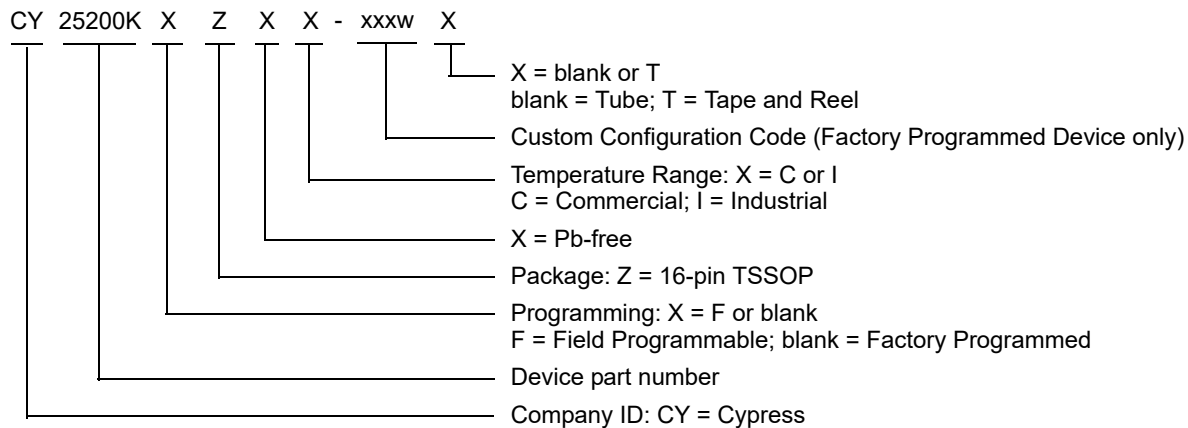 CY 25200K X Z X X - xxxw X
X = blank or T
blank = Tube; T = Tape and Reel
Custom Configuration Code (Factory Programmed Device only)
Temperature Range: X = C or I
C = Commercial; I = Industrial
X = Pb-free
Package: Z = 16-pin TSSOP
Programming: X = F or blank
F = Field Programmable; blank = Factory Programmed
Device part number
Company ID: CY = Cypress